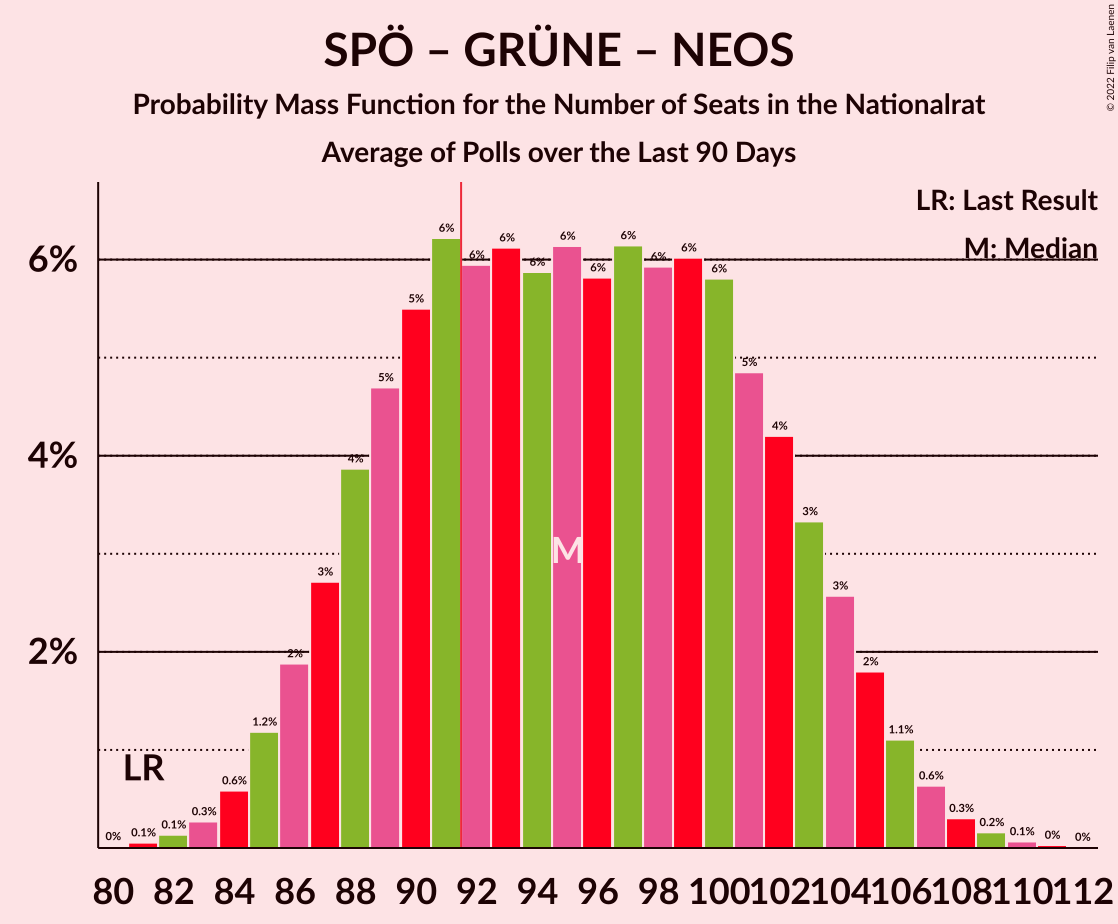 SPÖ – GRÜNE – NEOS
Probability Mass Function for the Number of Seats in the Nationalrat
Average of Polls over the Last 90 Days
© 2022 Filip van Laenen
LR: Last Result
M: Median
6%
4%
2%
0% 0.1% 0.1% 0.3% 0.6% 1.2% 2% 3% 4% 5% 5% 6% 6% 6% 6% 6% 6% 6% 6% 6% 6% 5% 4% 3% 3% 2% 1.1% 0.6% 0.3% 0.2% 0.1% 0% 0%
LR
M
80 82 84 86 88 90 92 94 96 98 100 102 104 106 108 110 112